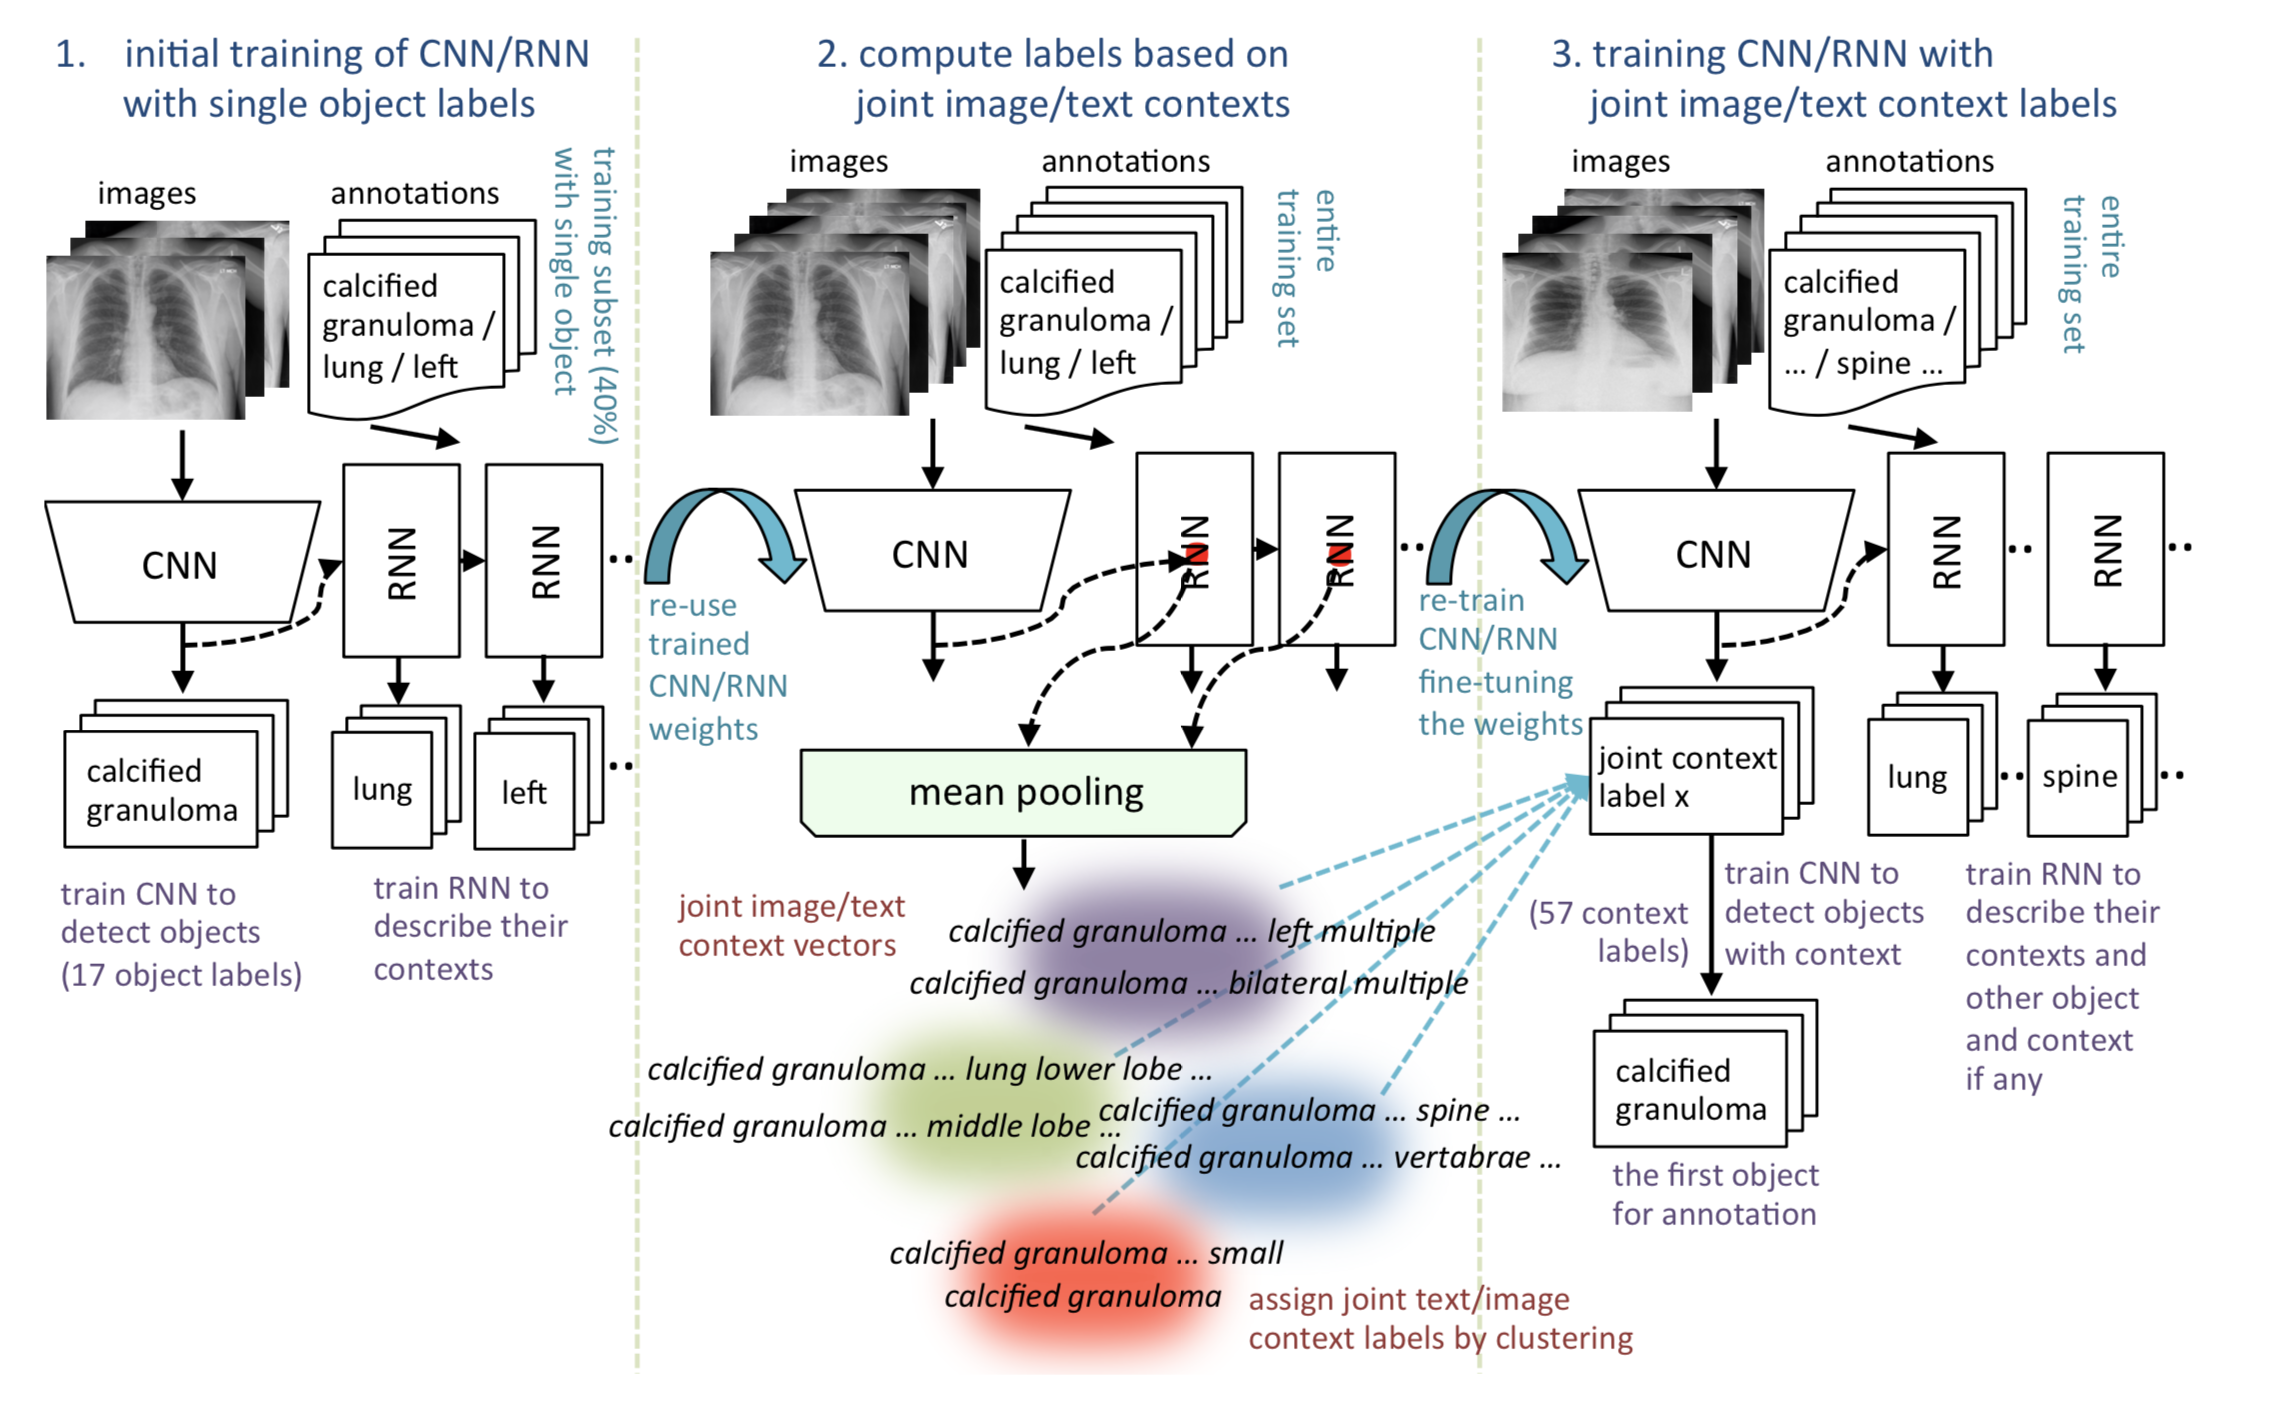 1. initial training of CNN/RNN
with single object labels
images
annotations
training subset (40%)
with single object
calcified
granuloma /
lung / left
CNN
RNN
RNN
..
calcified
granuloma
lung
left
..
train CNN to
detect objects
(17 object labels)
train RNN to
describe their
contexts
re-use
trained
CNN/RNN
weights
2. compute labels based on
joint image/text contexts
images
annotations
entire
training set
calcified
granuloma /
lung / left
CNN
RNN
RNN
..
mean pooling
joint image/text
context vectors
calcified granuloma ... left multiple
calcified granuloma ... bilateral multiple
calcified granuloma ... lung lower lobe ...
calcified granuloma ... middle lobe ...
calcified granuloma ... spine ...
calcified granuloma ... vertabrae ...
calcified granuloma ... small
calcified granuloma
assign joint text/image
context labels by clustering
re-train
CNN/RNN
fine-tuning
the weights
3. training CNN/RNN with
joint image/text context labels
images
annotations
entire
training set
calcified
granuloma /
... / spine ...
CNN
RNN
..
RNN
..
joint context
label x
lung
..
spine
..
(57 context
labels)
train CNN to
detect objects
with context
train RNN to
describe their
contexts and
other object
and context
if any
calcified
granuloma
the first object
for annotation